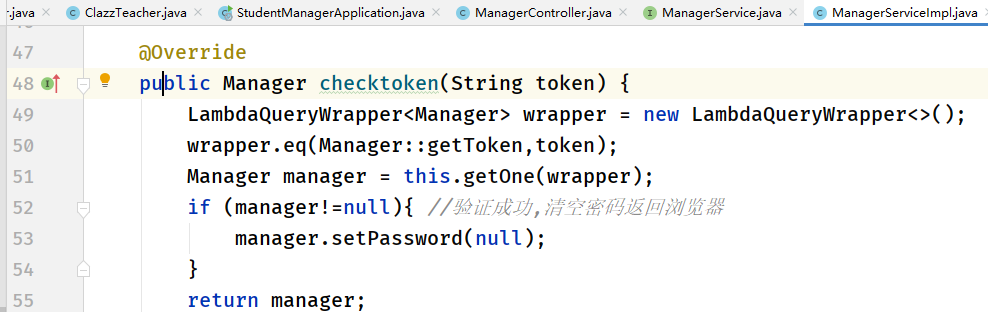 .java ClazzTeacher.java StudentManagerApplication.java ManagerController.java ManagerService.java ManagerServiceImpl.java
47 @Override
48 public Manager checktoken(String token) {
49 LambdaQueryWrapper<Manager> wrapper = new LambdaQueryWrapper<>();
50 wrapper.eq(Manager::getToken,token);
51 Manager manager = this.getOne(wrapper);
52 if (manager!=null){ //验证成功,清空密码返回浏览器
53 manager.setPassword(null);
54 }
55 return manager;